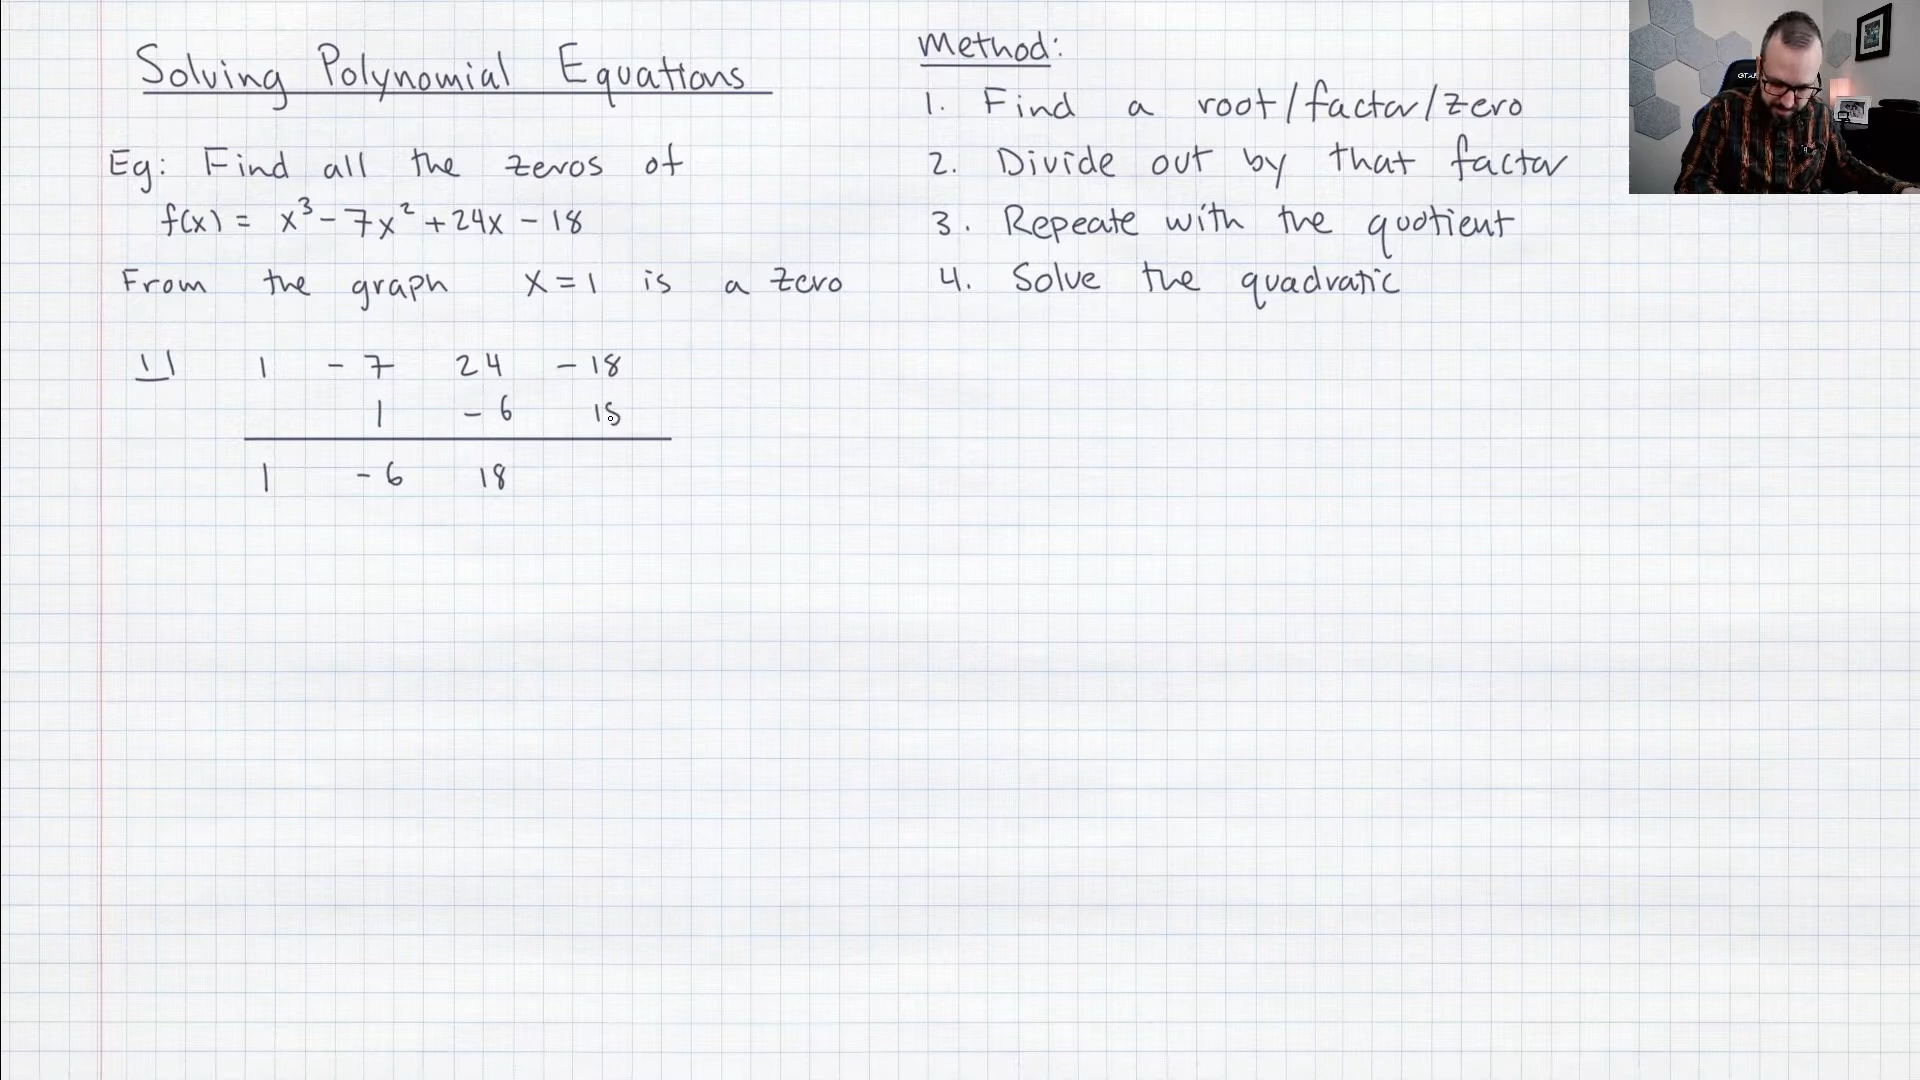 Solving Polynomial Equations
Eg: Find all the zeros of
f(x) = x³ - 7x² + 24x - 18
From the graph x = 1 is a zero
1| 1 - 7 24 - 18
1 - 6
1 - 6 18
Method:
1. Find a root/factor/zero
2. Divide out by that factor
3. Repeate with the quotient
4. Solve the quadratic